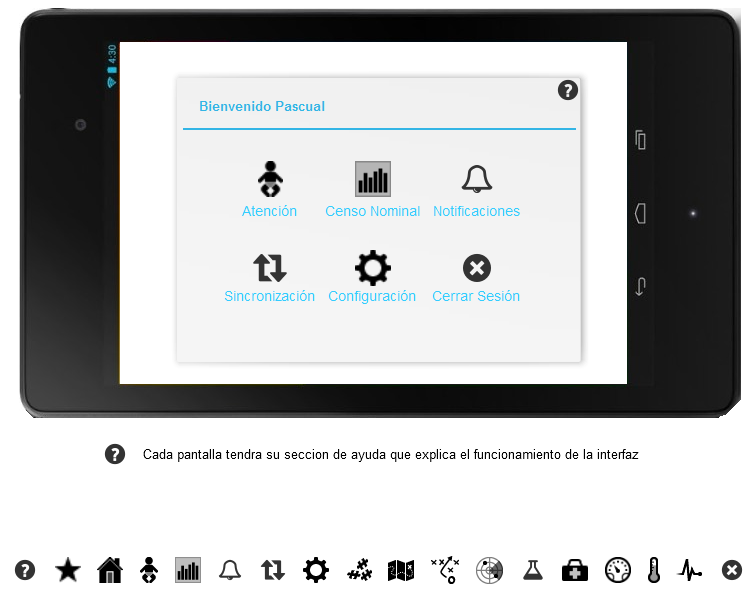 4:30
Bienvenido Pascual
Atención Censo Nominal Notificaciones
Sincronización Configuración Cerrar Sesión
Cada pantalla tendra su seccion de ayuda que explica el funcionamiento de la interfaz